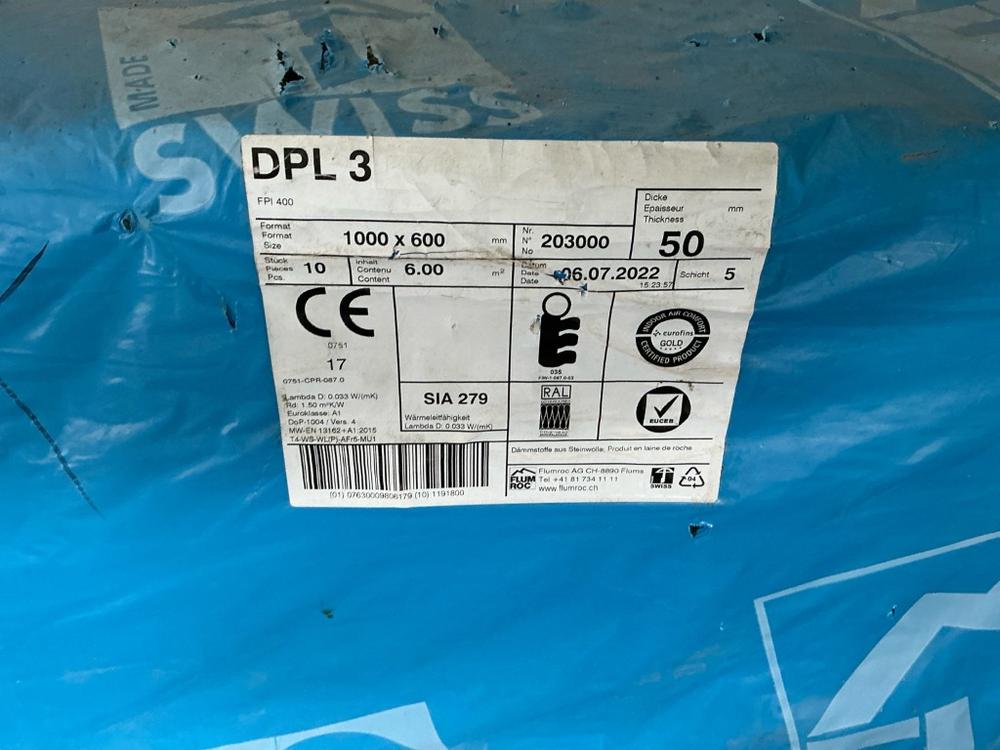 MADE
SWISS
DPL 3
FPI 400
Dicke
Epaisseur
Thickness
mm
50
Format
Format
Size
1000 x 600
mm
Nr.
N°
No
203000
Stück
Pieces
Pcs.
10
Inhalt
Contenu
Content
6.00
m²
Datum
Date
Date
06.07.2022
15:23:57
Schicht
5
CE
0751
17
0751-CPR-087.0
Lambda D: 0.033 W/(mK)
Rd: 1.50 m²K/W
Euroklasse: A1
DoP-1004 / Vers. 4
MW-EN 13162+A1:2015
T4-WS-WL(P)-AFr5-MU1
SIA 279
Wärmeleitfähigkeit
Lambda D: 0.033 W/(mK)
035
INDOOR AIR COMFORT
eurofins
GOLD
CERTIFIED PRODUCT
RAL
EUCEB
Dämmstoffe aus Steinwolle, Produit en laine de roche
FLUM
ROC
Flumroc AG CH-8890 Flums
Tel +41 81 734 11 11
www.flumroc.ch
SWISS
04
(01) 07630009806179 (10) 1191800